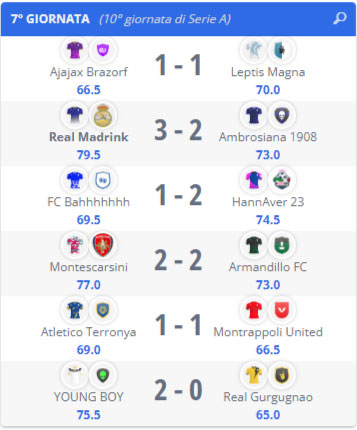 7° GIORNATA (10° giornata di Serie A)
Ajajax Brazorf 1 - 1 Leptis Magna
66.5 70.0
Real Madrink 3 - 2 Ambrosiana 1908
79.5 73.0
FC Bahhhhhhh 1 - 2 HannAver 23
69.5 74.5
Montescarsini 2 - 2 Armandillo FC
77.0 73.0
Atletico Terronya 1 - 1 Montrappoli United
69.0 66.5
YOUNG BOY 2 - 0 Real Gurgugnao
75.5 65.0